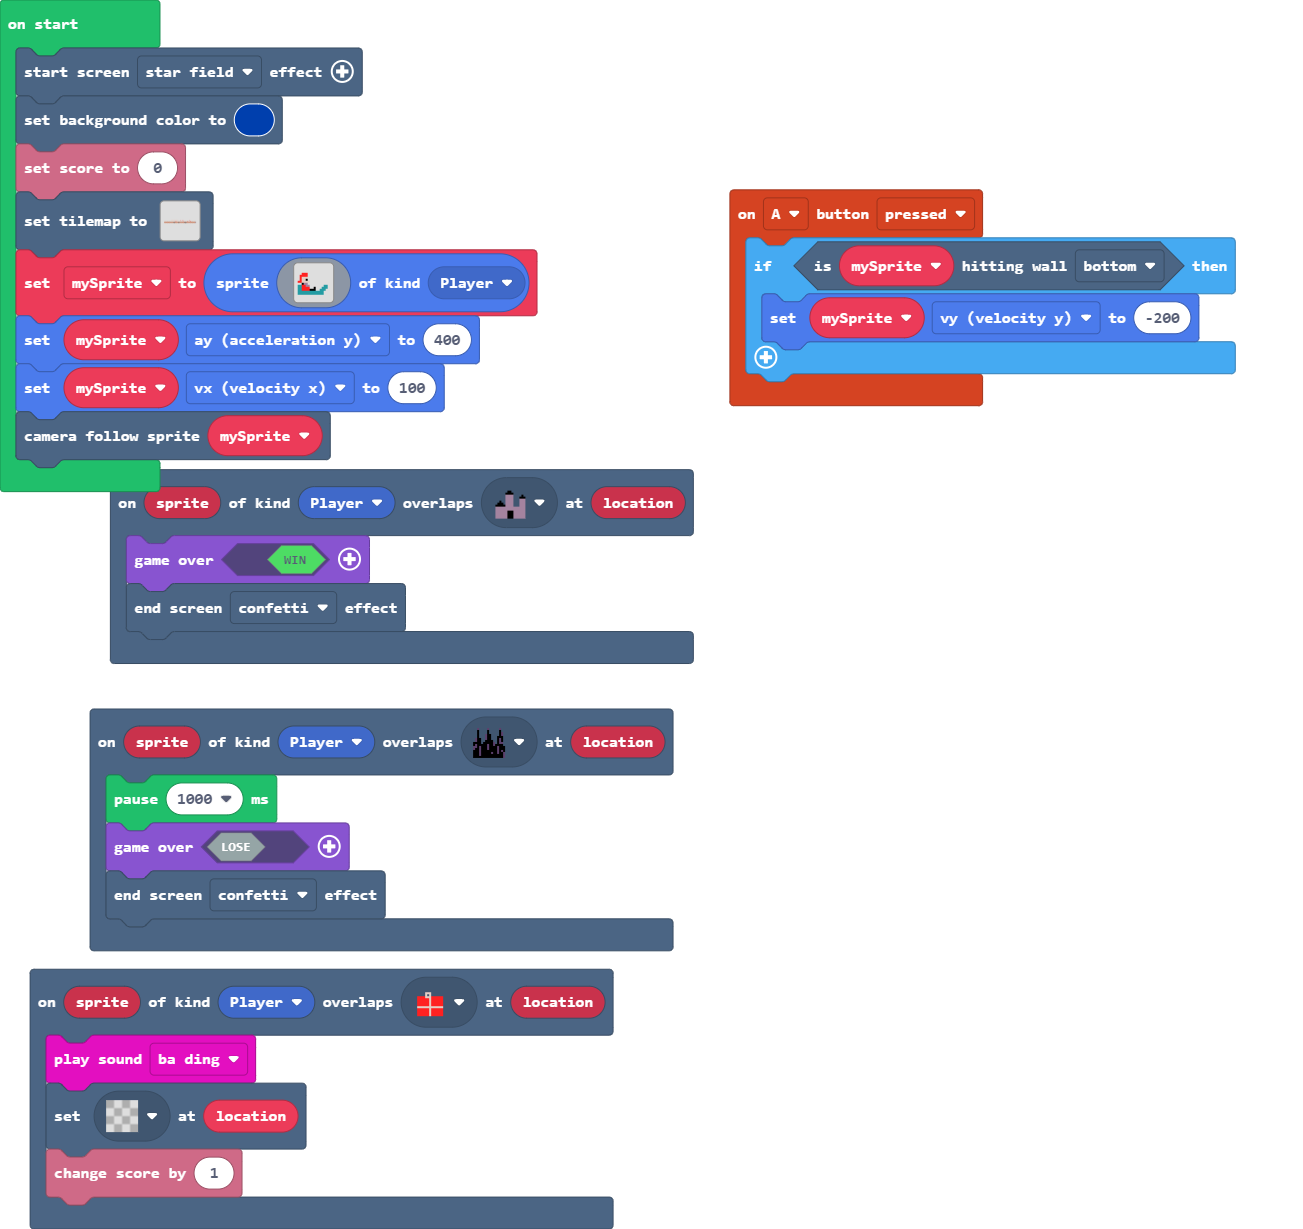 on start
start screen star field effect
set background color to
set score to 0
set tilemap to
set mySprite to sprite of kind Player
set mySprite ay (acceleration y) to 400
set mySprite vx (velocity x) to 100
camera follow sprite mySprite
on A button pressed
if is mySprite hitting wall bottom then
set mySprite vy (velocity y) to -200
on sprite of kind Player overlaps at location
game over WIN
end screen confetti effect
on sprite of kind Player overlaps at location
pause 1000 ms
game over LOSE
end screen confetti effect
on sprite of kind Player overlaps at location
play sound ba ding
set at location
change score by 1